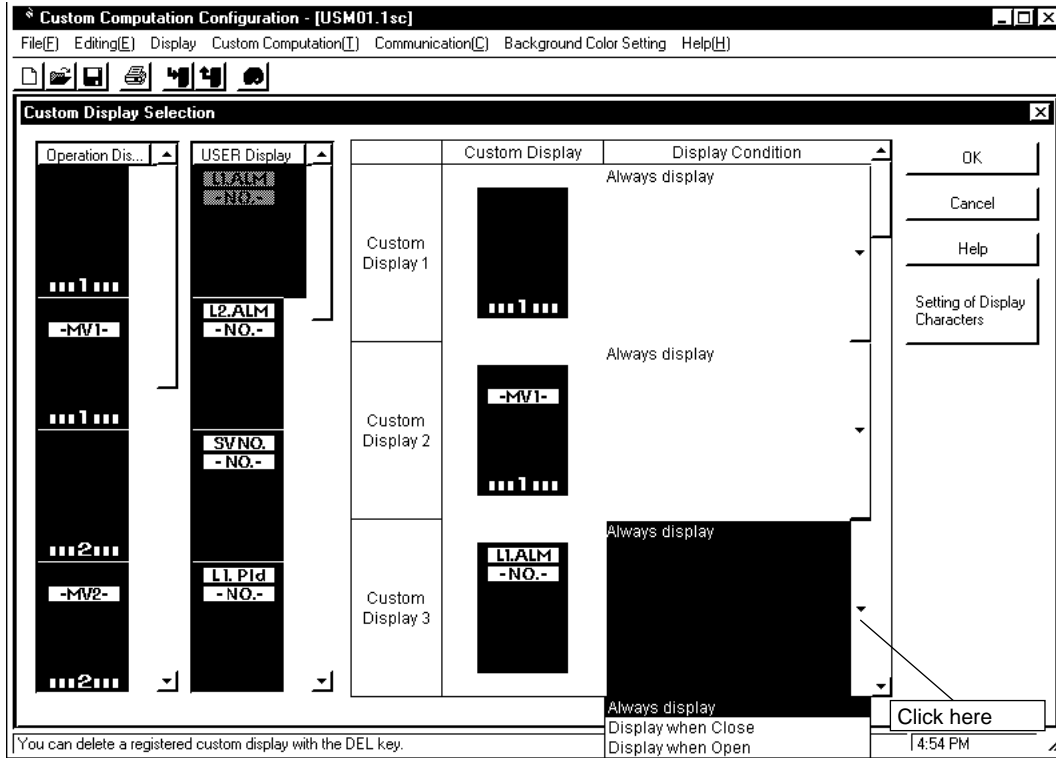 Custom Computation Configuration - [USM01.1sc]
File(F) Editing(E) Display Custom Computation(T) Communication(C) Background Color Setting Help(H)
Custom Display Selection
Operation Dis...
1
-MV1-
1
2
-MV2-
2
USER Display
L1.ALM
-NO.-
L2.ALM
-NO.-
SVNO.
-NO.-
L1. PId
-NO.-
Custom Display Display Condition
Custom
Display 1
1
Always display
Custom
Display 2
-MV1-
1
Always display
Custom
Display 3
L1.ALM
-NO.-
Always display
Always display
Display when Close
Display when Open
OK
Cancel
Help
Setting of Display
Characters
Click here
You can delete a registered custom display with the DEL key.
4:54 PM